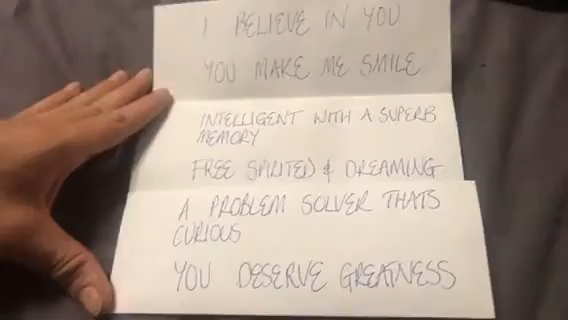 I BELIEVE IN YOU
YOU MAKE ME SMILE
INTELLIGENT WITH A SUPERB
MEMORY
FREE SPIRITED & DREAMING
A PROBLEM SOLVER THATS
CURIOUS
YOU DESERVE GREATNESS